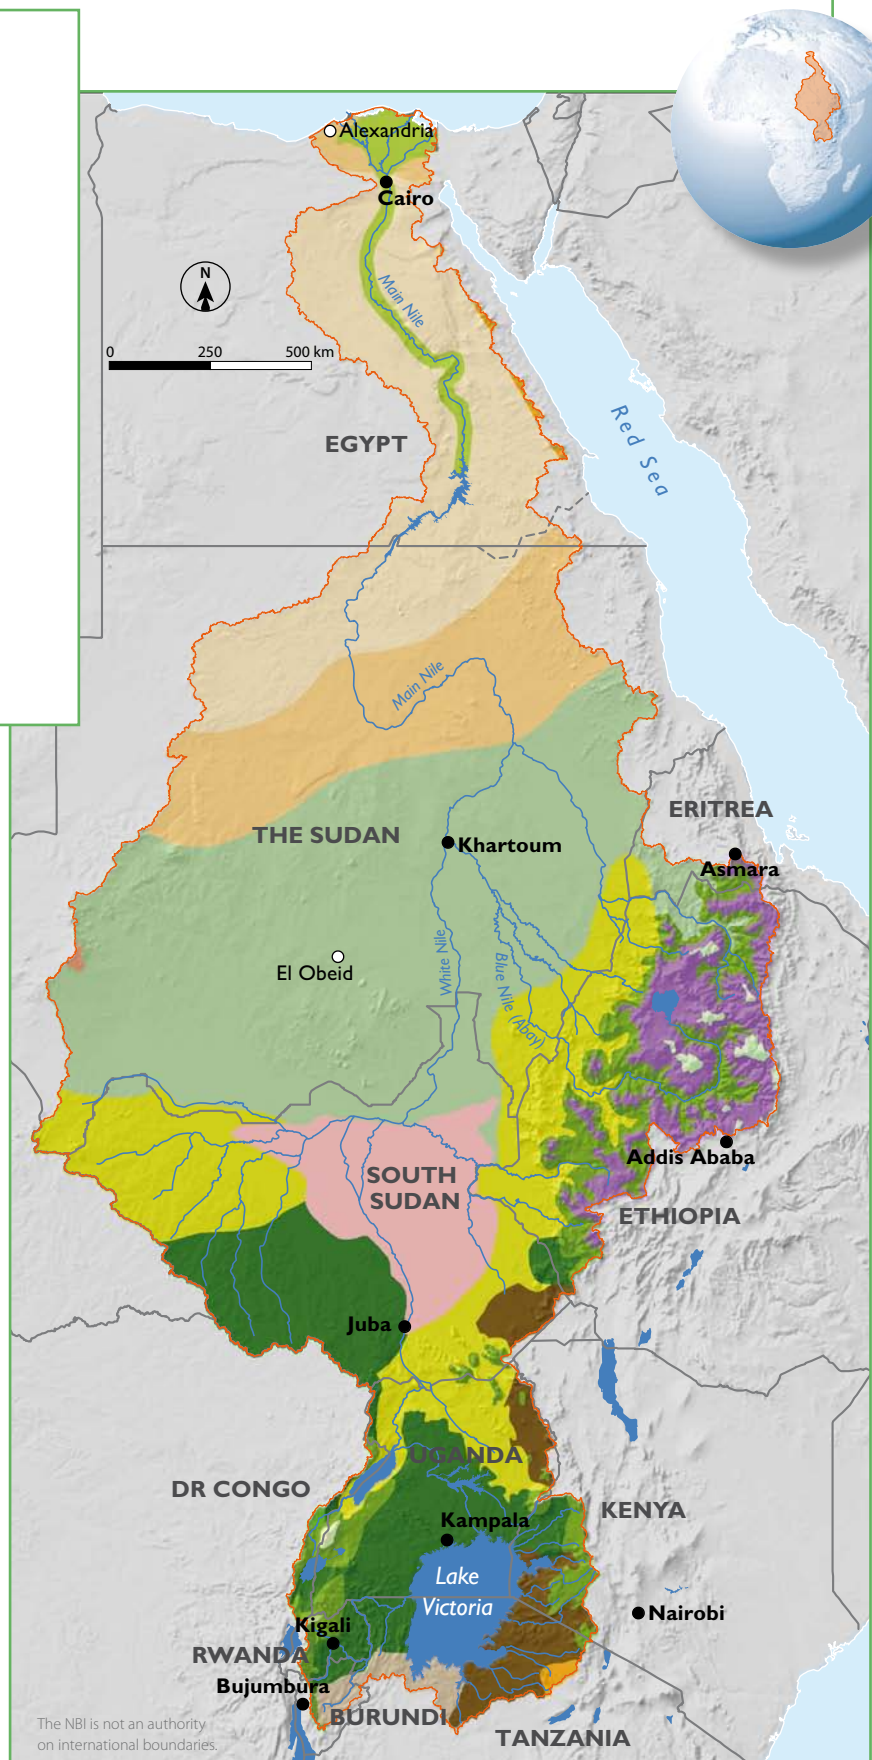 Alexandria
Cairo
N
Main Nile
0 250 500 km
Red Sea
EGYPT
Main Nile
ERITREA
THE SUDAN
Khartoum
Asmara
White Nile
Blue Nile (Abay)
El Obeid
Addis Ababa
SOUTH
SUDAN
ETHIOPIA
Juba
UGANDA
DR CONGO
KENYA
Kampala
Lake
Victoria
Nairobi
Kigali
RWANDA
Bujumbura
BURUNDI
The NBI is not an authority
on international boundaries.
TANZANIA